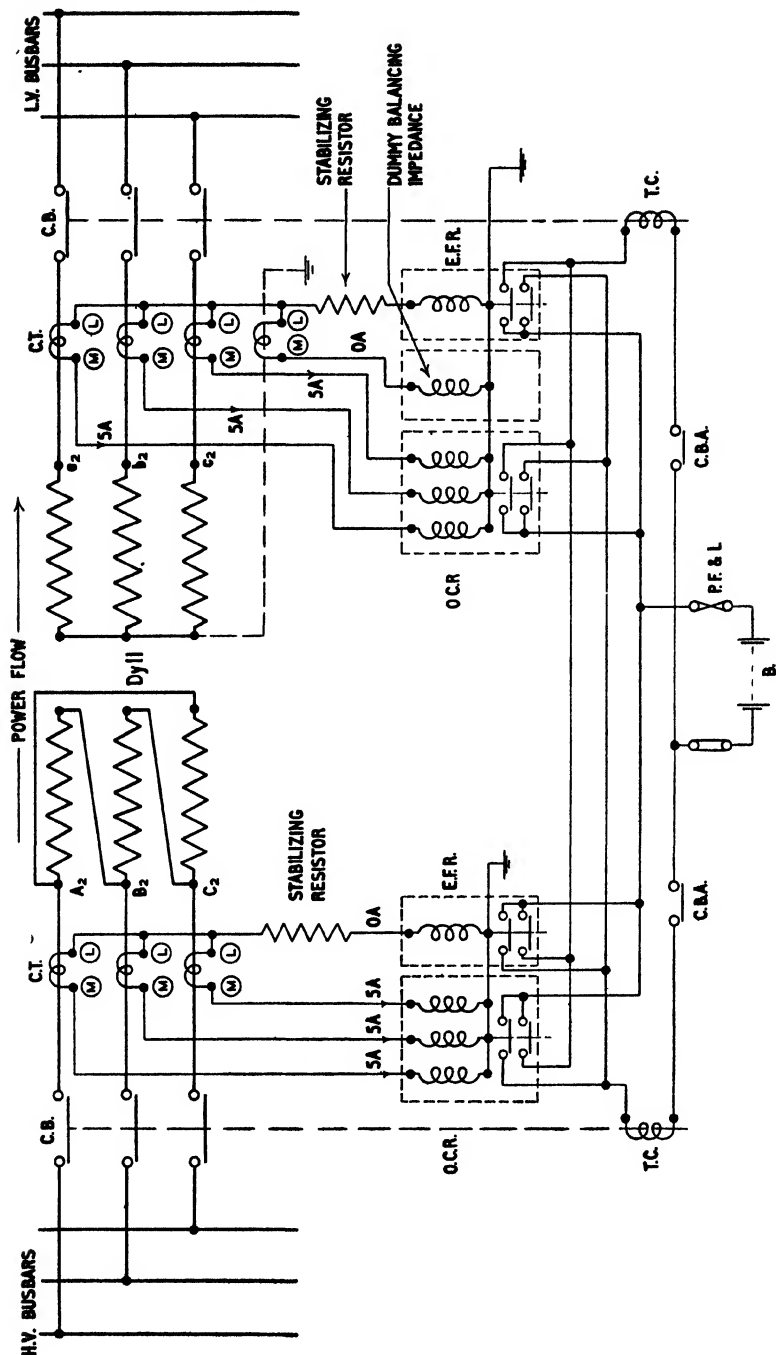 H.V. BUSBARS
C.B.
C.T.
M L
M L
M L
A₂
B₂
C₂
POWER FLOW
Dy11
a₂
b₂
c₂
C.T.
M L
M L
M L
M L
C.B.
L.V. BUSBARS
STABILIZING
RESISTOR
5A
5A
5A
0A
5A
5A
5A
0A
STABILIZING
RESISTOR
DUMMY BALANCING
IMPEDANCE
O.C.R.
E.F.R.
O C.R
E.F.R.
T.C.
C.B.A.
P.F. & L
B.
C.B.A.
T.C.